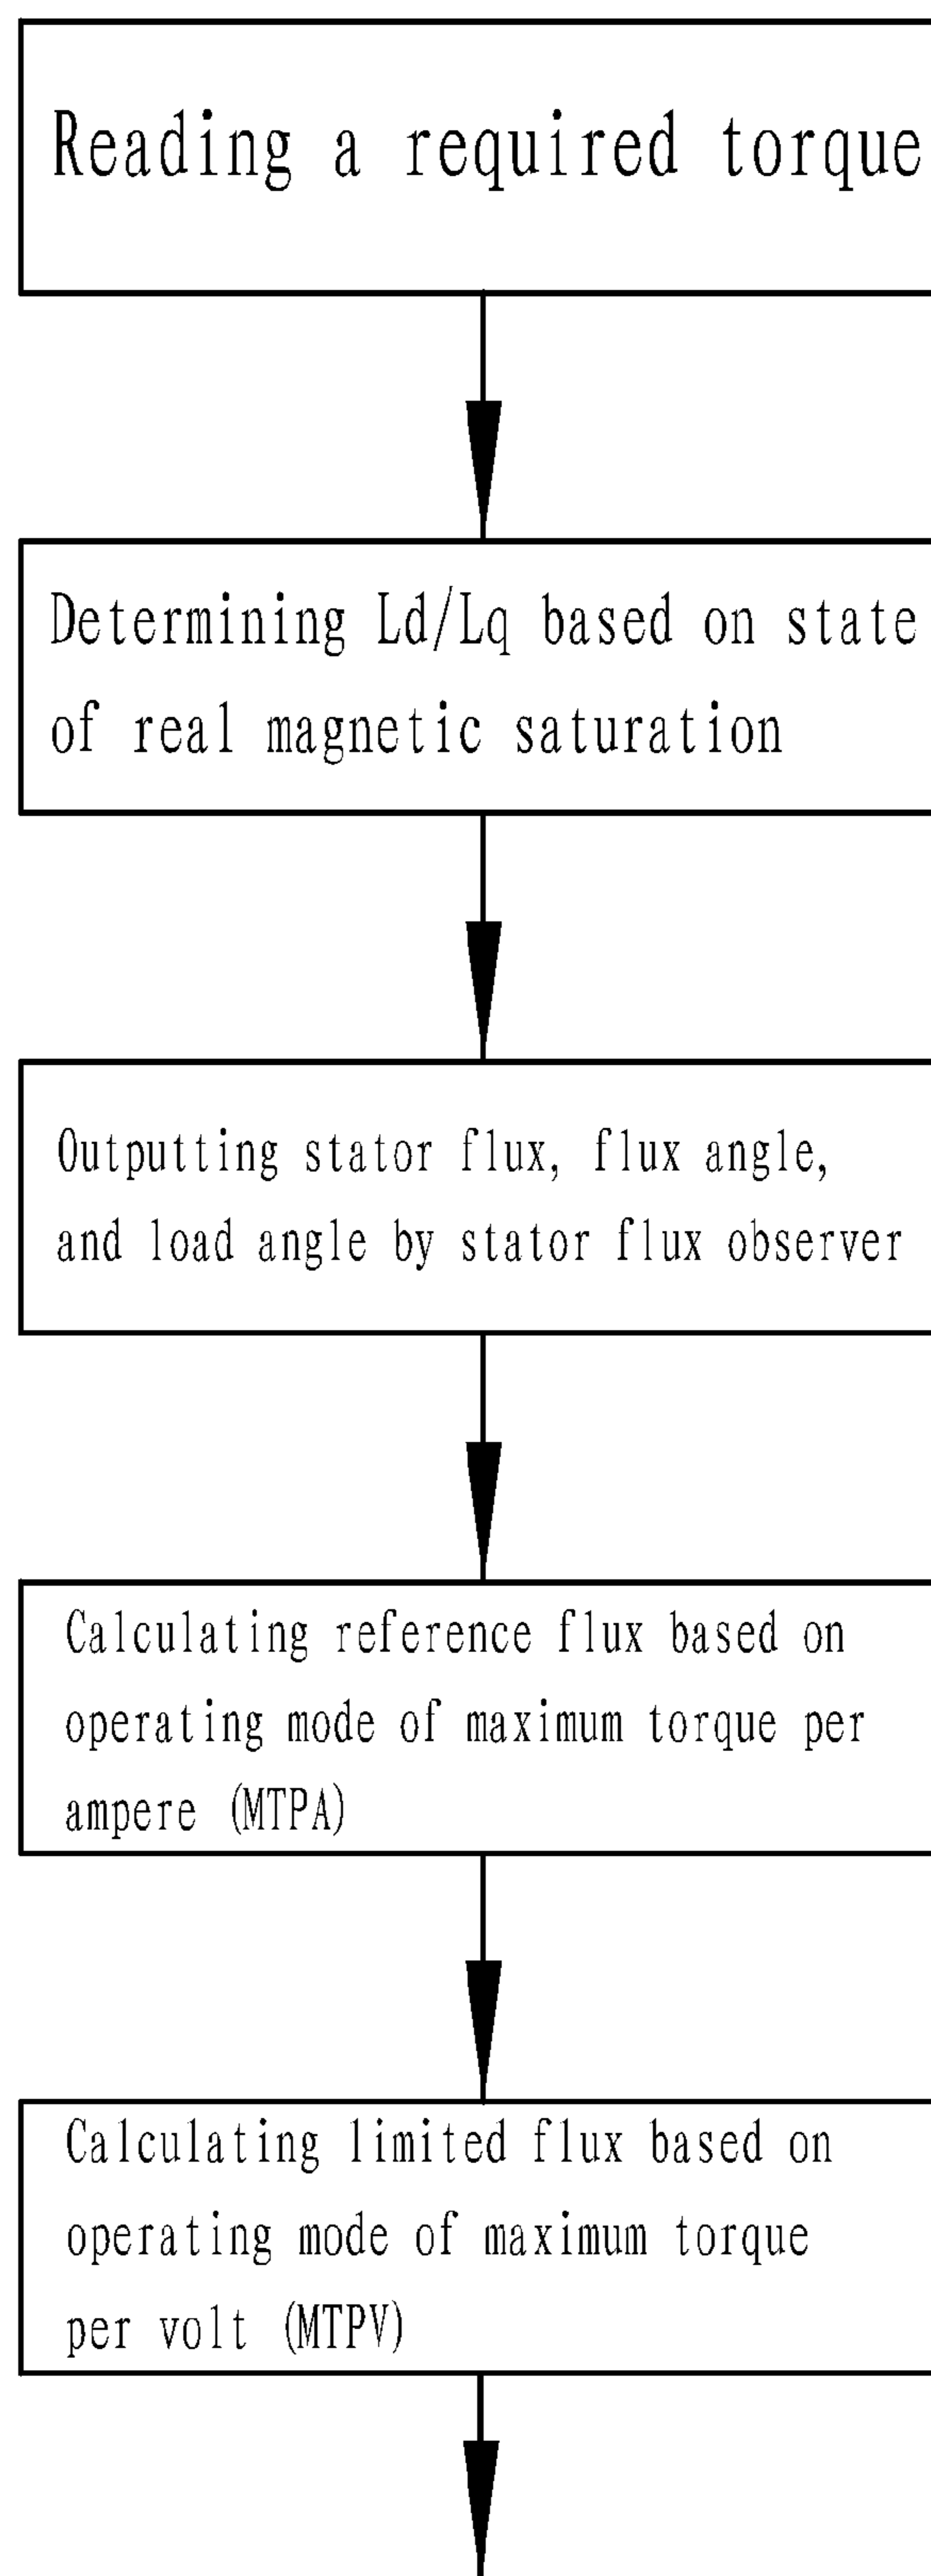 Reading a required torque
Determining Ld/Lq based on state
of real magnetic saturation
Outputting stator flux, flux angle,
and load angle by stator flux observer
Calculating reference flux based on
operating mode of maximum torque per
ampere (MTPA)
Calculating limited flux based on
operating mode of maximum torque
per volt (MTPV)